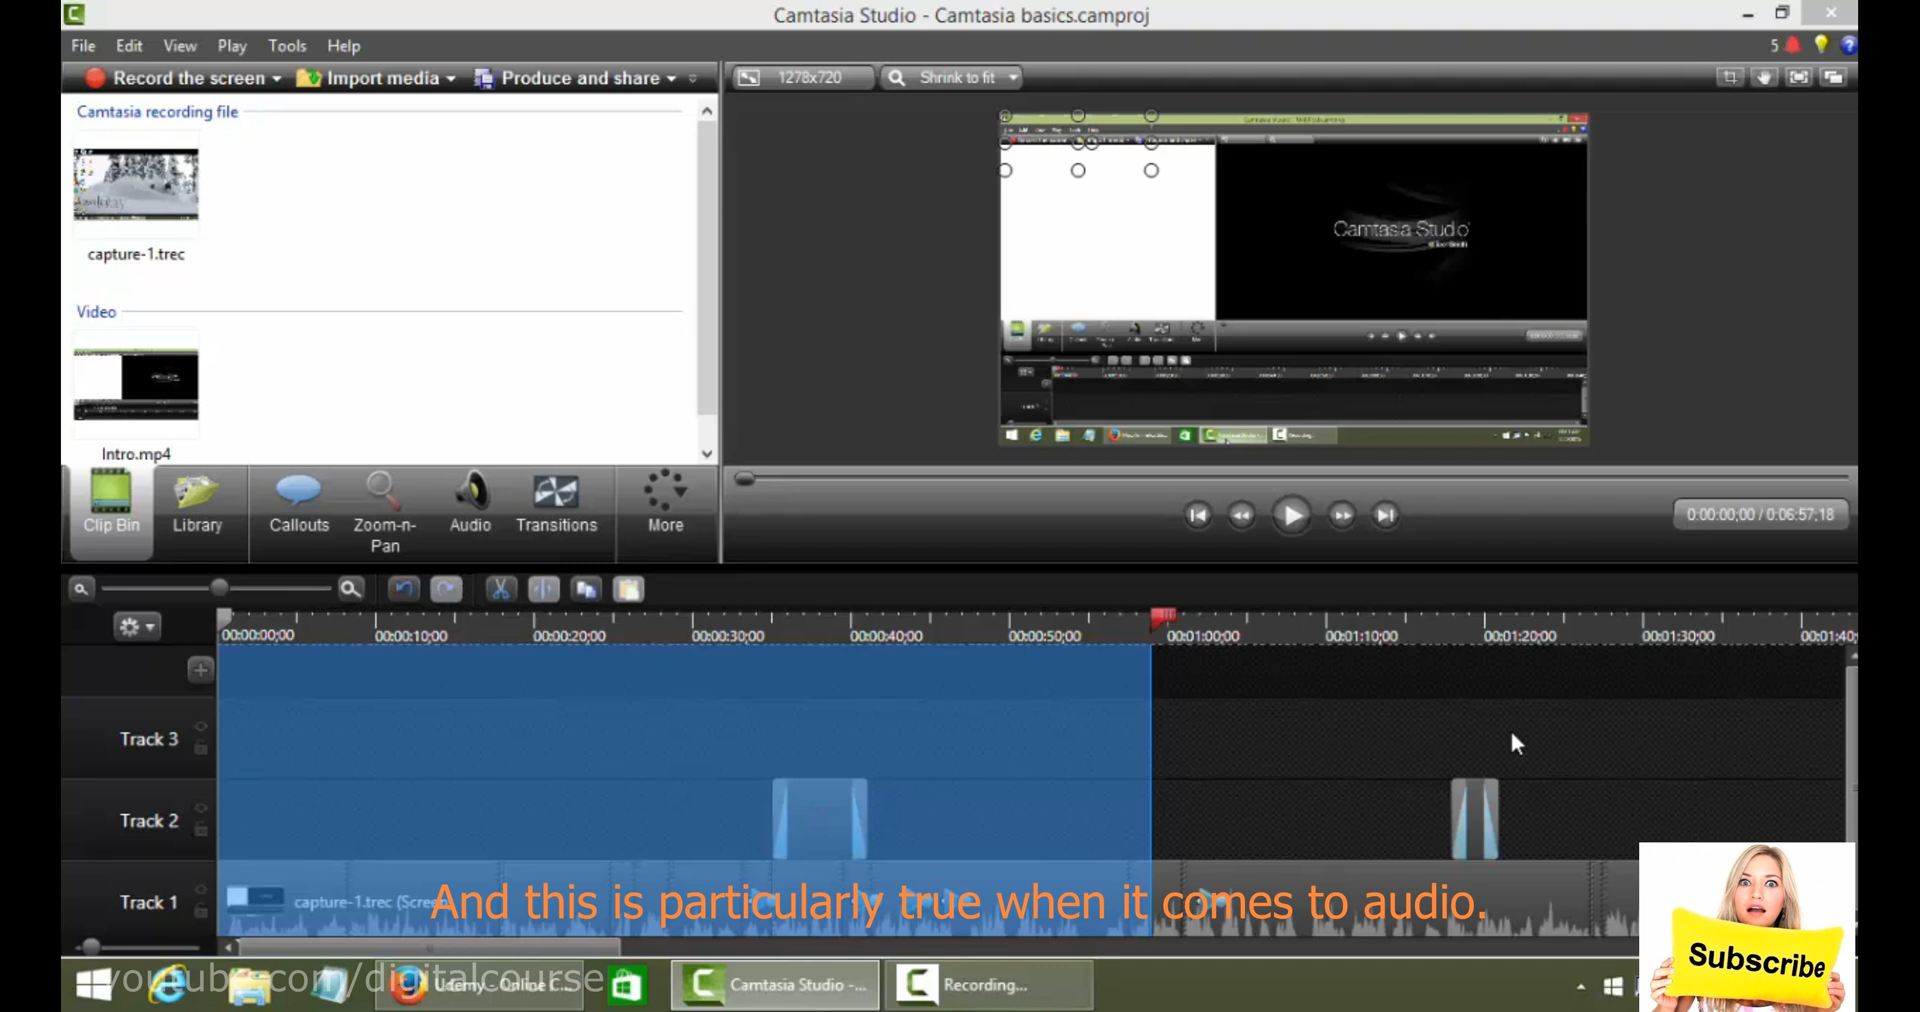 Camtasia Studio - Camtasia basics.camproj
File Edit View Play Tools Help
5
Record the screen Import media Produce and share
1278x720
Shrink to fit
Camtasia recording file
capture-1.trec
Video
Intro.mp4
Camtasia Studio
Clip Bin
Library
Callouts
Zoom-n-
Pan
Audio
Transitions
More
0:00:00;00 / 0:06:57;18
00:00:00;00 00:00:10;00 00:00:20;00 00:00:30;00 00:00:40;00 00:00:50;00 00:01:00;00 00:01:10;00 00:01:20;00 00:01:30;00 00:01:40;
Track 3
Track 2
Track 1
capture-1.trec (Screen
And this is particularly true when it comes to audio.
Subscribe
youtube.com/digitalcourse
Udemy - Online C...
Camtasia Studio -...
Recording...